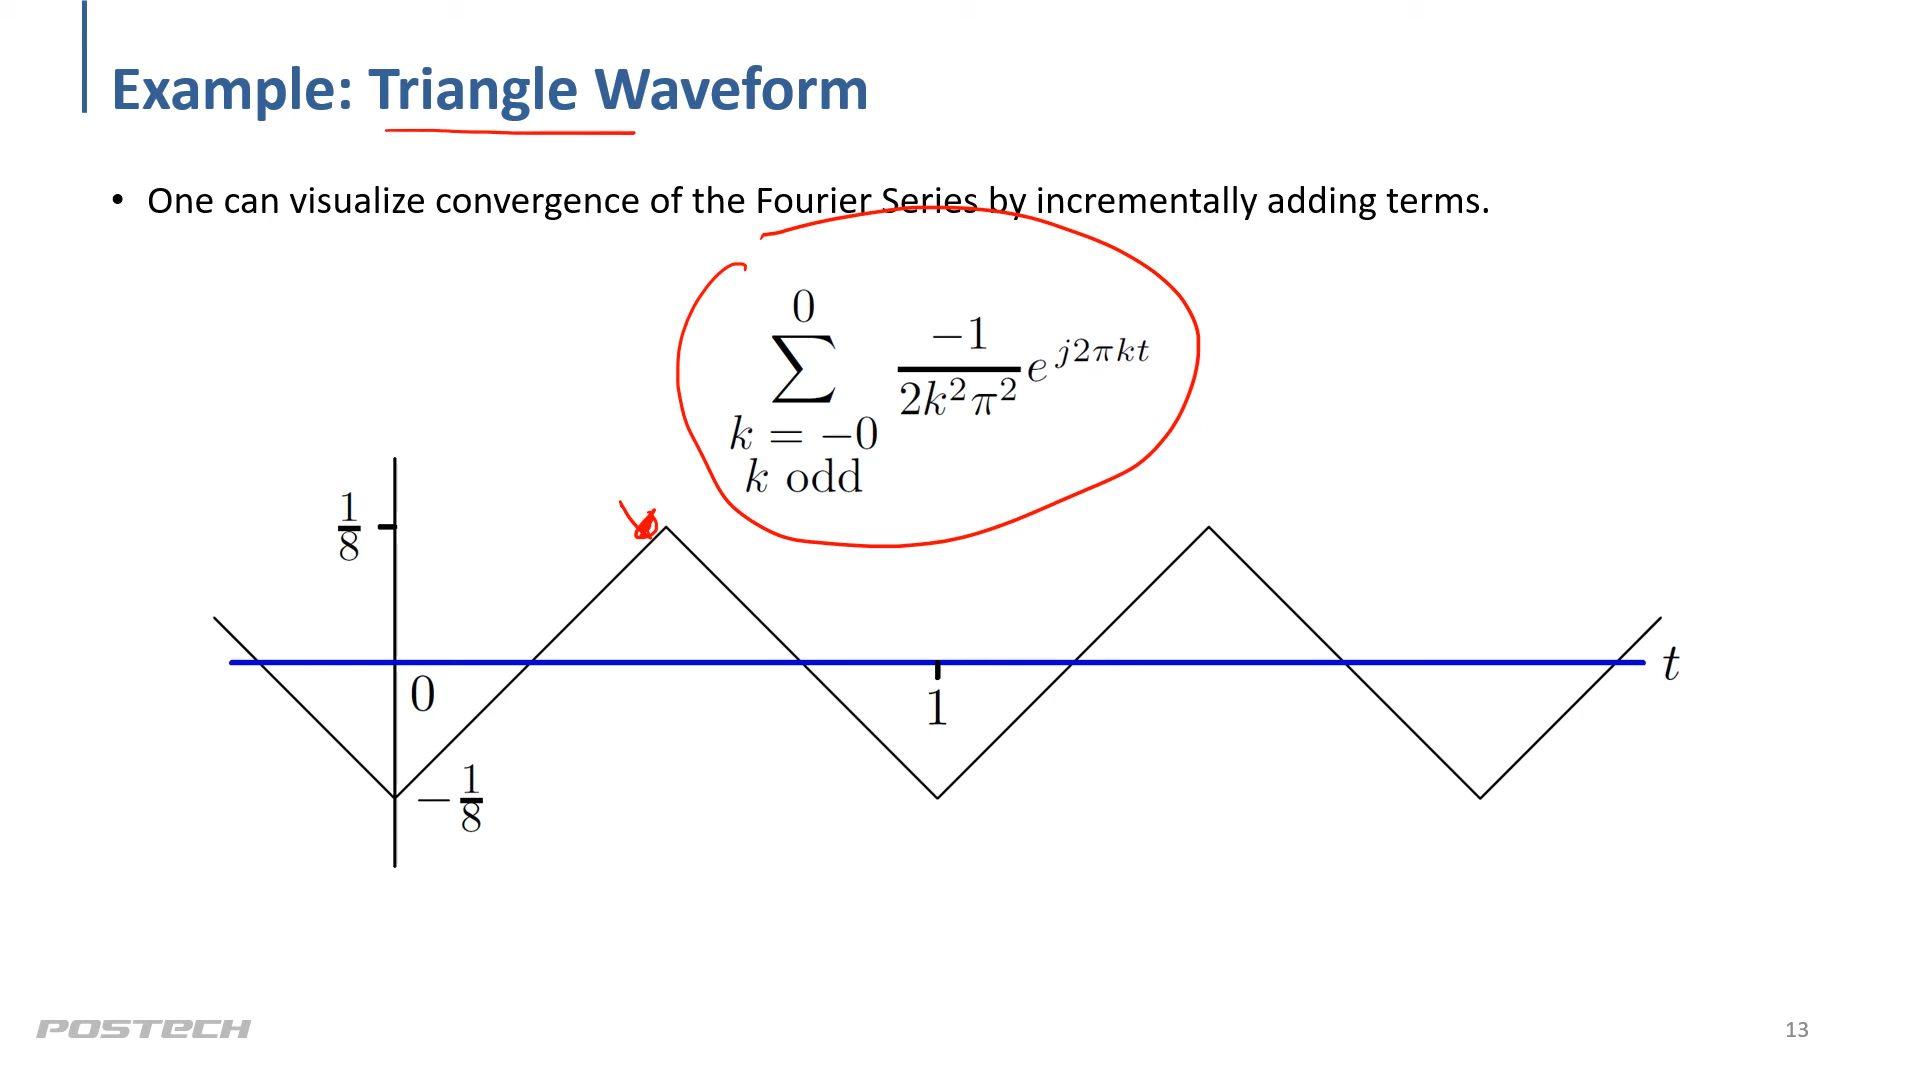 Example: Triangle Waveform
• One can visualize convergence of the Fourier Series by incrementally adding terms.
0
∑ −1/2k²π² e^{j2πkt}
k = −0
k odd
1/8
t
0
1
−1/8
POSTECH
13